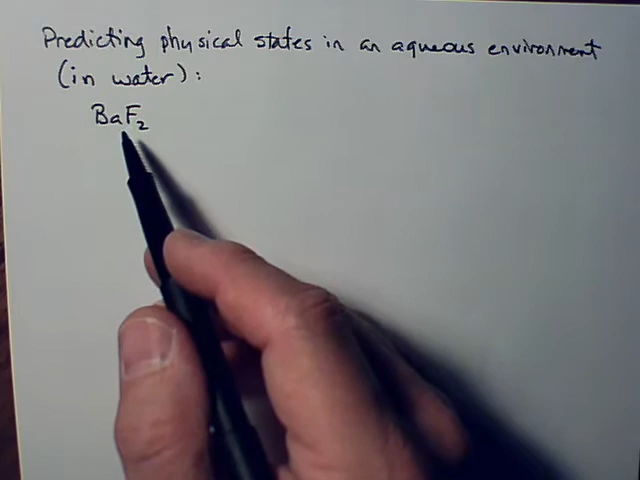 Predicting physical states in an aqueous environment
(in water):
BaF₂